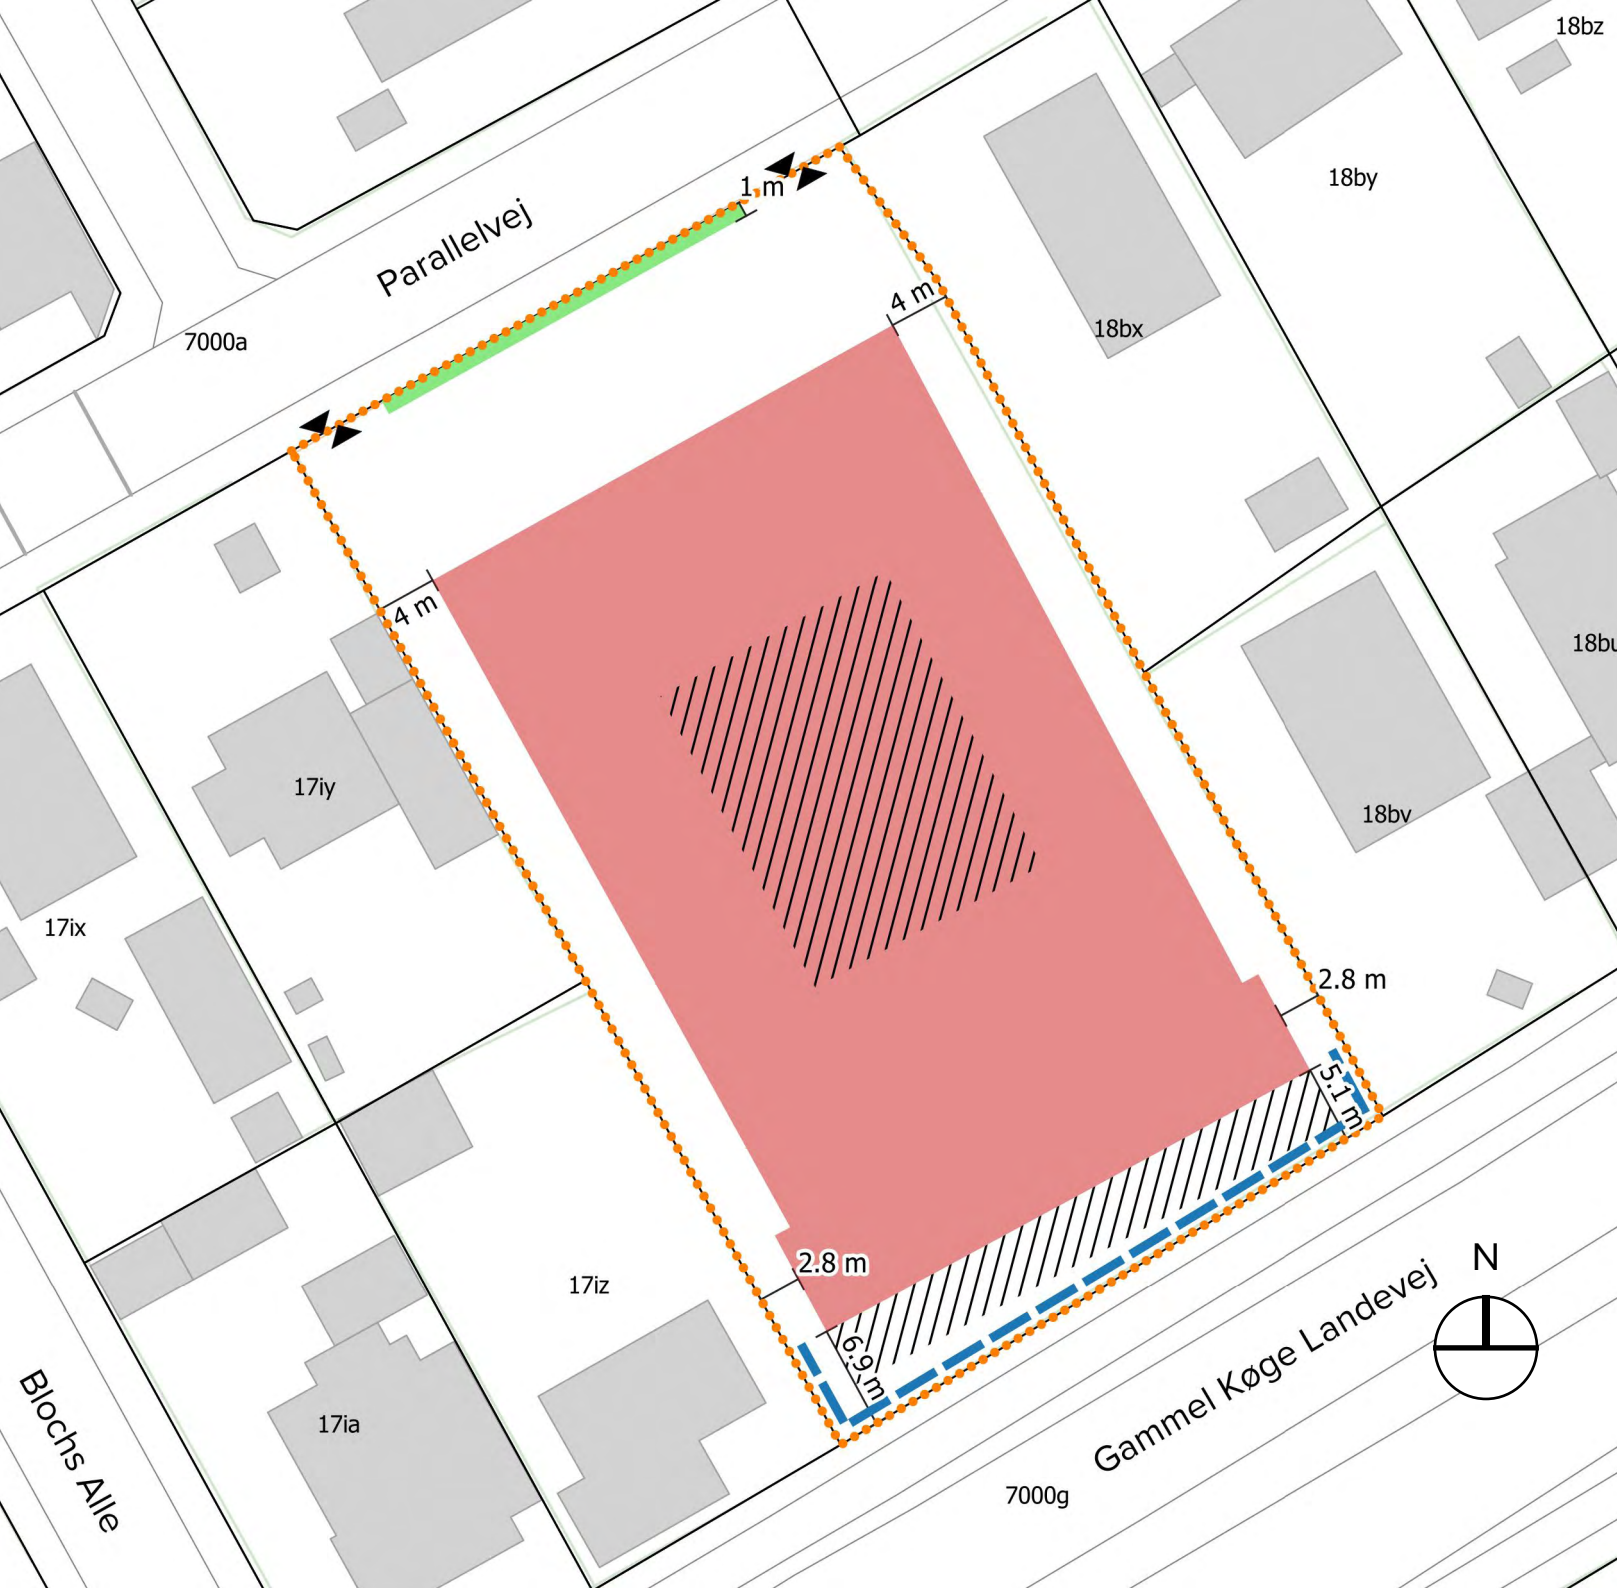 18bz
18by
1 m
Parallelvej
4 m
18bx
7000a
4 m
18bu
17iy
18bv
17ix
2.8 m
5.1 m
2.8 m
N
17iz
6.9 m
Gammel Køge Landevej
17ia
Blochs Alle
7000g